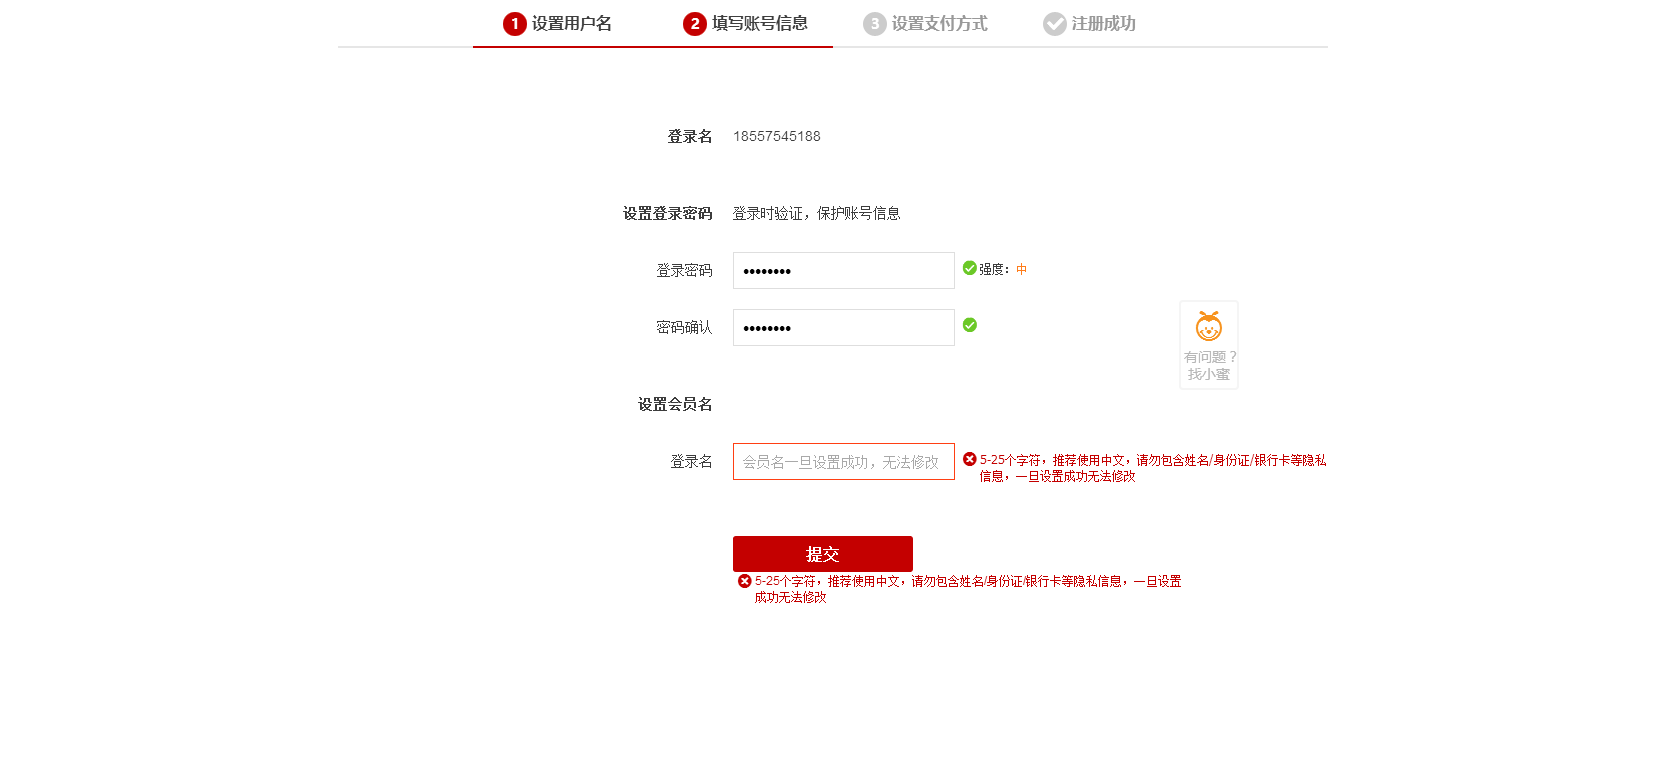 1 设置用户名 2 填写账号信息 3 设置支付方式 注册成功
登录名 18557545188
设置登录密码 登录时验证，保护账号信息
登录密码 •••••••• 强度：中
密码确认 ••••••••
有问题？
找小蜜
设置会员名
登录名 会员名一旦设置成功，无法修改 5-25个字符，推荐使用中文，请勿包含姓名/身份证/银行卡等隐私
信息，一旦设置成功无法修改
提交
5-25个字符，推荐使用中文，请勿包含姓名/身份证/银行卡等隐私信息，一旦设置
成功无法修改